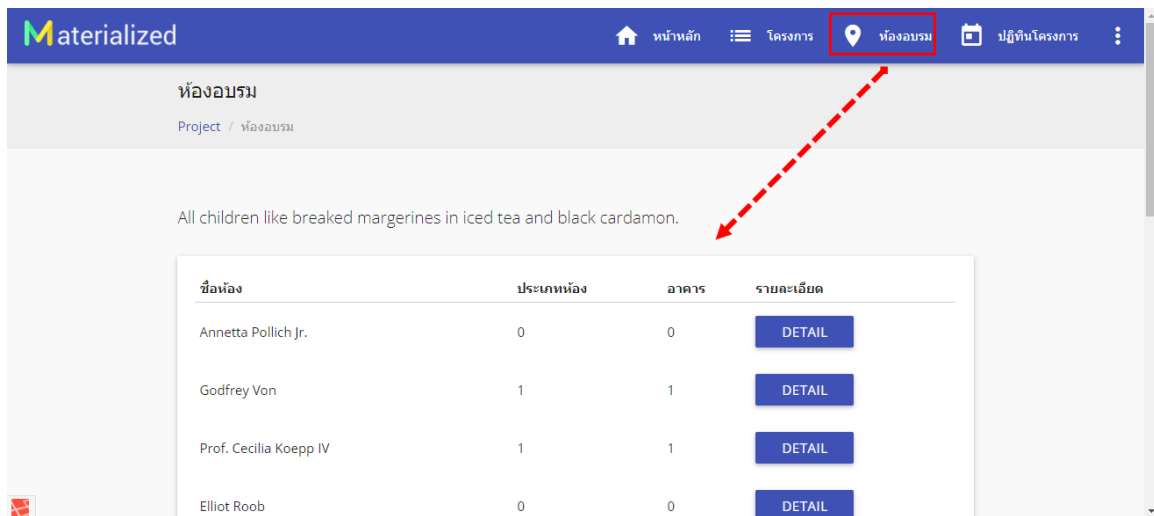 Materialized หน้าหลัก โครงการ ห้องอบรม ปฏิทินโครงการ
ห้องอบรม
Project / ห้องอบรม
All children like breaked margerines in iced tea and black cardamon.
ชื่อห้อง ประเภทห้อง อาคาร รายละเอียด
Annetta Pollich Jr. 0 0 DETAIL
Godfrey Von 1 1 DETAIL
Prof. Cecilia Koepp IV 1 1 DETAIL
Elliot Roob 0 0 DETAIL